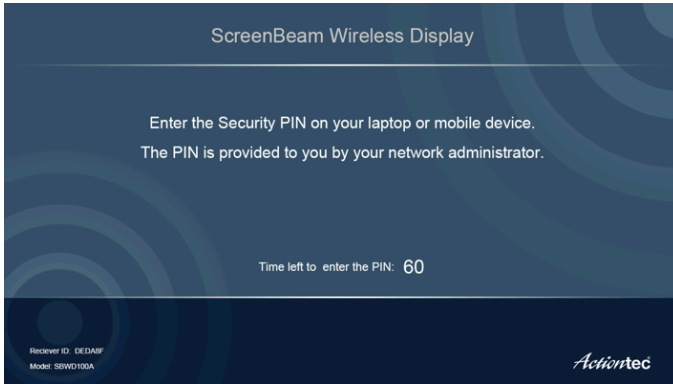 ScreenBeam Wireless Display
Enter the Security PIN on your laptop or mobile device.
The PIN is provided to you by your network administrator.
Time left to enter the PIN: 60
Reciever ID: DEDA8F
Model: SBWD100A
Actiontec